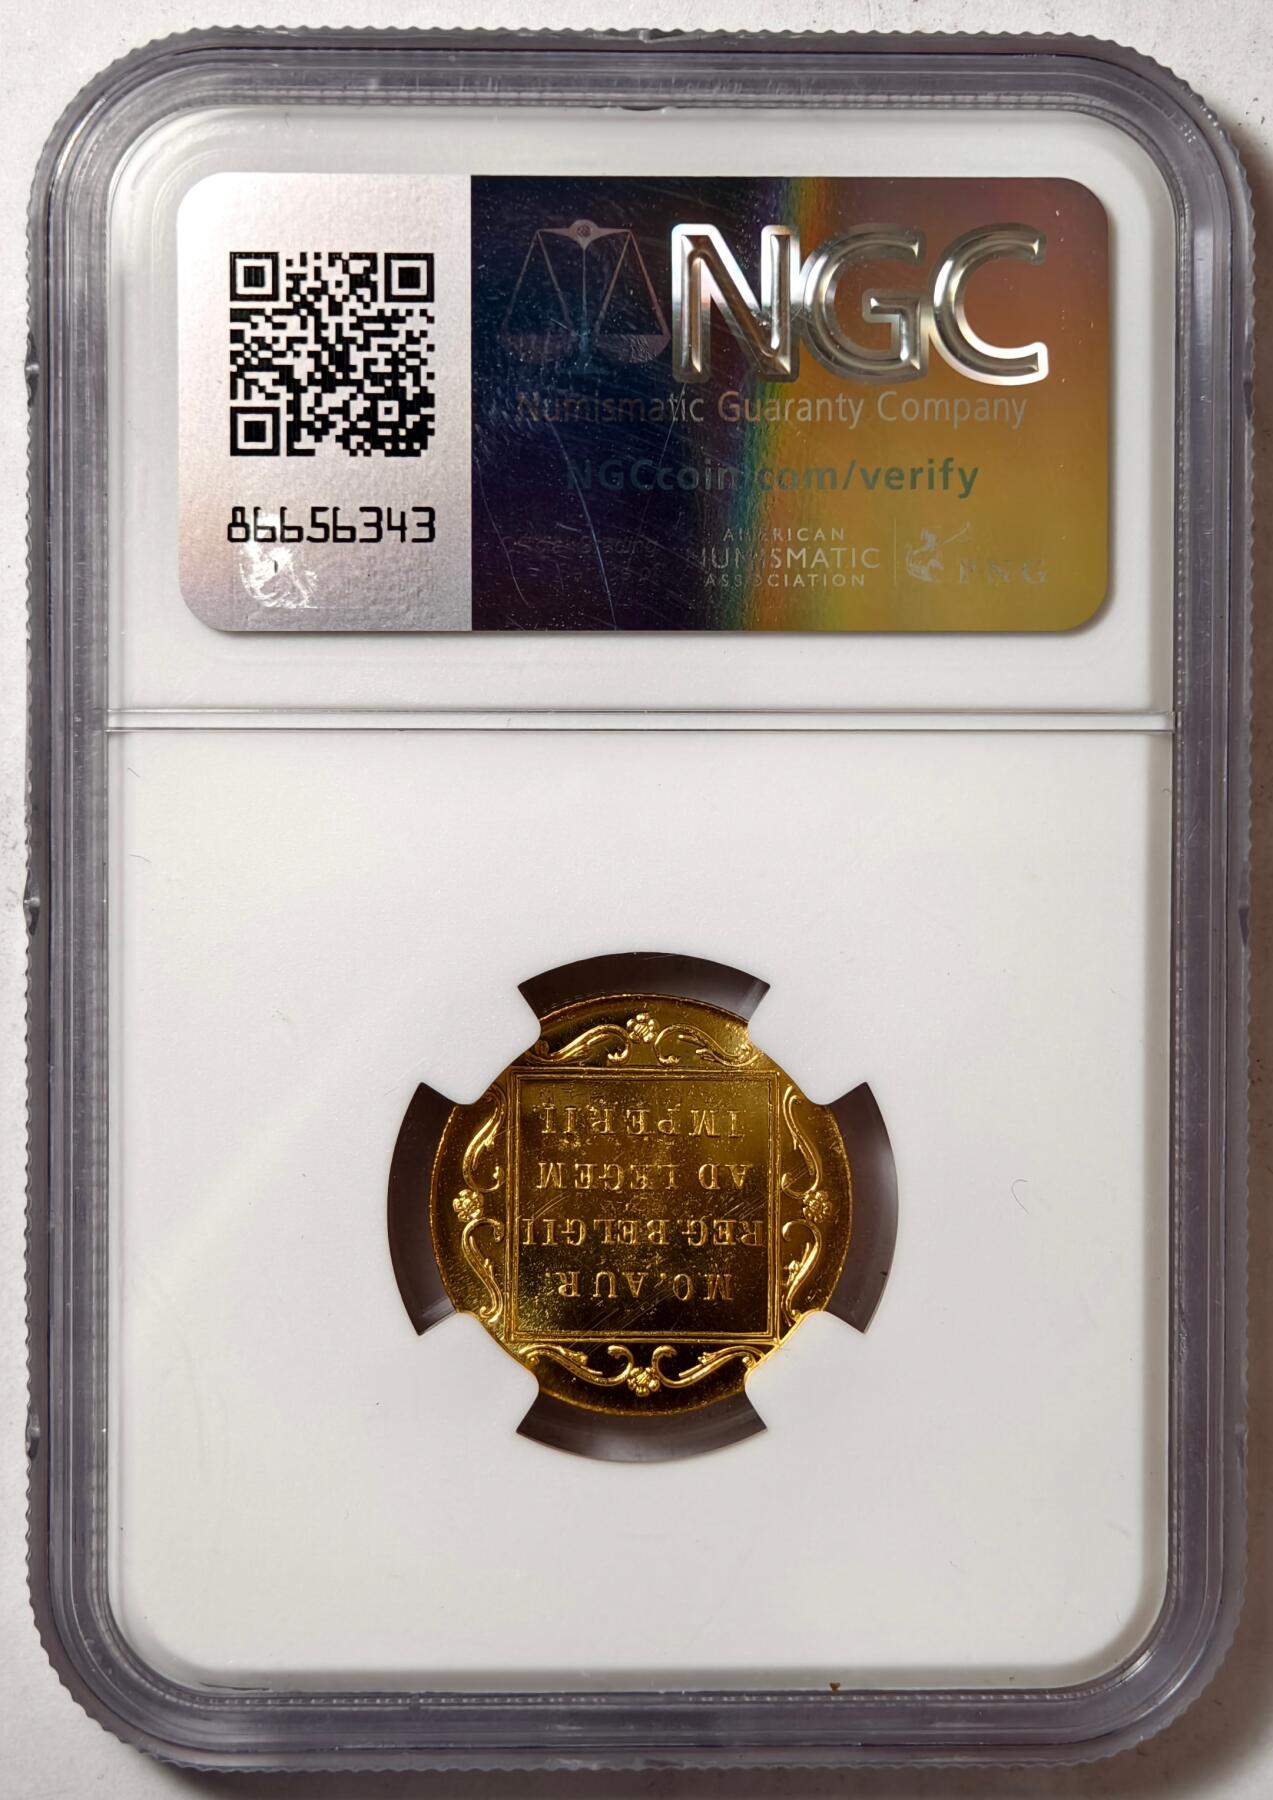 NGC
Numismatic Guaranty Company
NGCcoin.com/verify
86656343
AMERICAN
NUMISMATIC
ASSOCIATION
PNG
MO. AUR.
REG. BELGII
AD LEGEM
IMPERII.